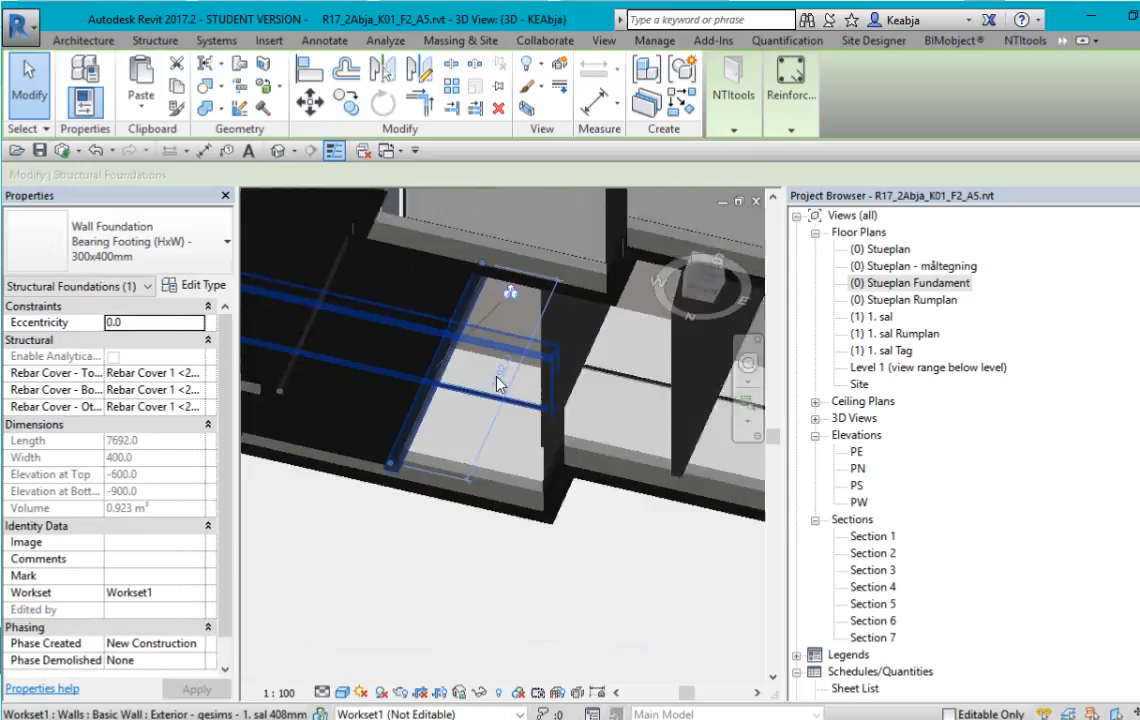 Autodesk Revit 2017.2 - STUDENT VERSION - R17_2Abja_K01_F2_A5.rvt - 3D View: {3D - KEAbja}
Type a keyword or phrase
Keabja
Architecture Structure Systems Insert Annotate Analyze Massing & Site Collaborate View Manage Add-Ins Quantification Site Designer BIMobject® NTItools
Modify Paste NTItools Reinforc...
Select Properties Clipboard Geometry Modify View Measure Create
Modify | Structural Foundations
Properties
Wall Foundation
Bearing Footing (HxW) -
300x400mm
Structural Foundations (1) Edit Type
Constraints
Eccentricity 0.0
Structural
Enable Analytica...
Rebar Cover - To... Rebar Cover 1 <2...
Rebar Cover - Bo... Rebar Cover 1 <2...
Rebar Cover - Ot... Rebar Cover 1 <2...
Dimensions
Length 7692.0
Width 400.0
Elevation at Top -600.0
Elevation at Bott... -900.0
Volume 0.923 m³
Identity Data
Image
Comments
Mark
Workset Workset1
Edited by
Phasing
Phase Created New Construction
Phase Demolished None
Properties help Apply
W S N E
1 : 100
Project Browser - R17_2Abja_K01_F2_A5.rvt
Views (all)
Floor Plans
(0) Stueplan
(0) Stueplan - måltegning
(0) Stueplan Fundament
(0) Stueplan Rumplan
(1) 1. sal
(1) 1. sal Rumplan
(1) 1. sal Tag
Level 1 (view range below level)
Site
Ceiling Plans
3D Views
Elevations
PE
PN
PS
PW
Sections
Section 1
Section 2
Section 3
Section 4
Section 5
Section 6
Section 7
Legends
Schedules/Quantities
Sheet List
Workset1 : Walls : Basic Wall : Exterior - gesims - 1. sal 408mm Workset1 (Not Editable) :0 Main Model Editable Only